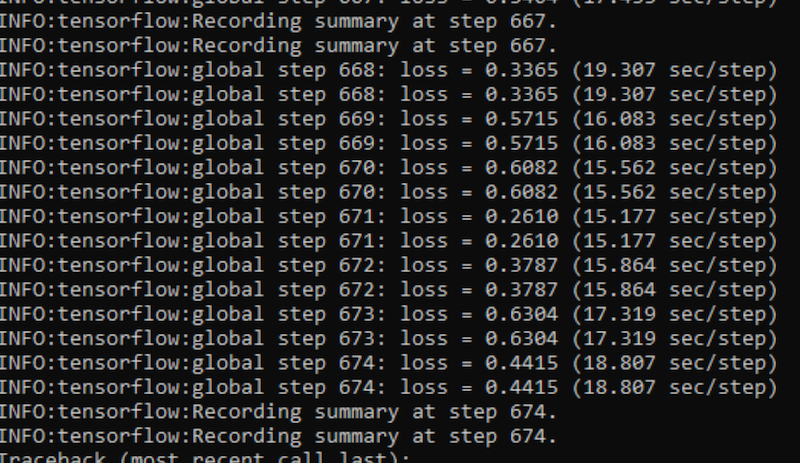 INFO:tensorflow:global step 667: loss = 0.5464 (17.455 sec/step)
INFO:tensorflow:Recording summary at step 667.
INFO:tensorflow:Recording summary at step 667.
INFO:tensorflow:global step 668: loss = 0.3365 (19.307 sec/step)
INFO:tensorflow:global step 668: loss = 0.3365 (19.307 sec/step)
INFO:tensorflow:global step 669: loss = 0.5715 (16.083 sec/step)
INFO:tensorflow:global step 669: loss = 0.5715 (16.083 sec/step)
INFO:tensorflow:global step 670: loss = 0.6082 (15.562 sec/step)
INFO:tensorflow:global step 670: loss = 0.6082 (15.562 sec/step)
INFO:tensorflow:global step 671: loss = 0.2610 (15.177 sec/step)
INFO:tensorflow:global step 671: loss = 0.2610 (15.177 sec/step)
INFO:tensorflow:global step 672: loss = 0.3787 (15.864 sec/step)
INFO:tensorflow:global step 672: loss = 0.3787 (15.864 sec/step)
INFO:tensorflow:global step 673: loss = 0.6304 (17.319 sec/step)
INFO:tensorflow:global step 673: loss = 0.6304 (17.319 sec/step)
INFO:tensorflow:global step 674: loss = 0.4415 (18.807 sec/step)
INFO:tensorflow:global step 674: loss = 0.4415 (18.807 sec/step)
INFO:tensorflow:Recording summary at step 674.
INFO:tensorflow:Recording summary at step 674.
Traceback (most recent call last):